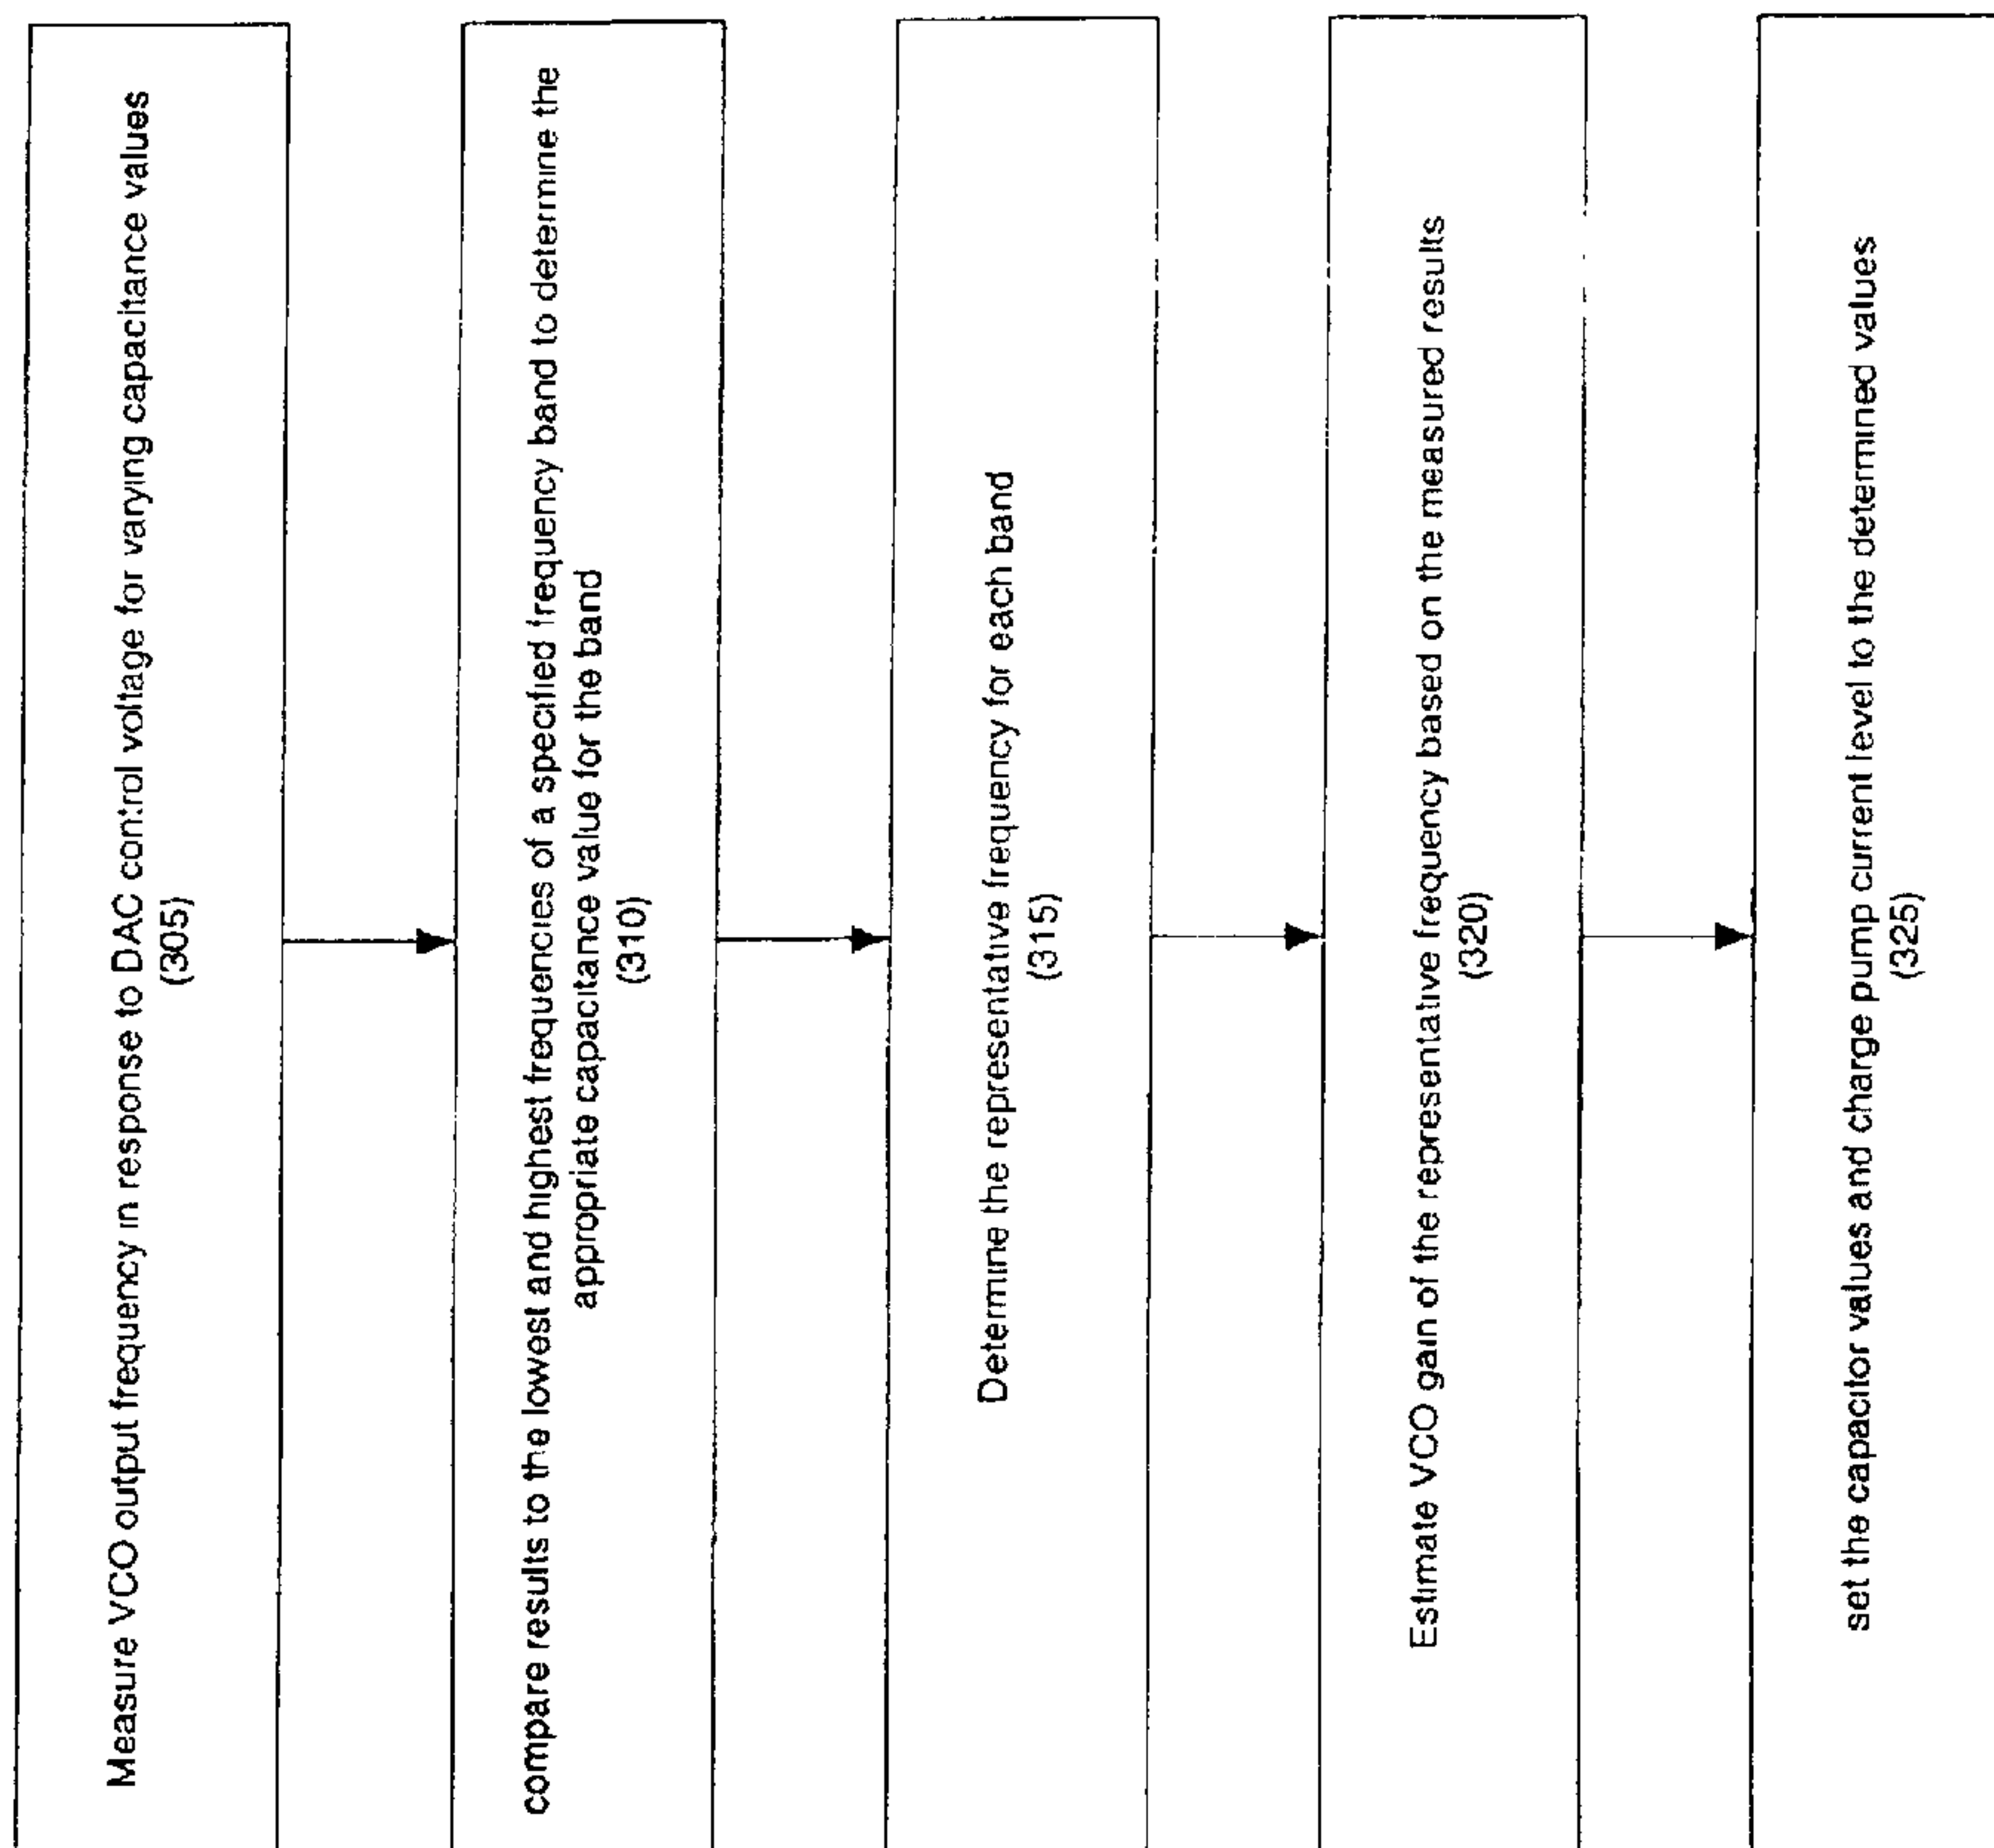 Measure VCO output frequency in response to DAC control voltage for varying capacitance values
(305)
compare results to the lowest and highest frequencies of a specified frequency band to determine the
appropriate capacitance value for the band
(310)
Determine the representative frequency for each band
(315)
Estimate VCO gain of the representative frequency based on the measured results
(320)
set the capacitor values and charge pump current level to the determined values
(325)